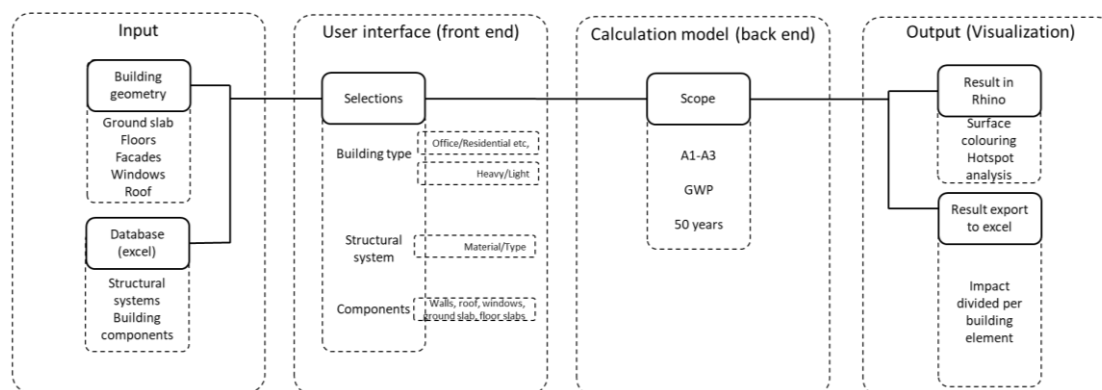 Input
Building
geometry
Ground slab
Floors
Facades
Windows
Roof
Database
(excel)
Structural
systems
Building
components
User interface (front end)
Selections
Building type
Office/Residential etc,
Heavy/Light
Structural
system
Material/Type
Components
Walls, roof, windows,
ground slab, floor slabs
Calculation model (back end)
Scope
A1-A3
GWP
50 years
Output (Visualization)
Result in
Rhino
Surface
colouring
Hotspot
analysis
Result export
to excel
Impact
divided per
building
element